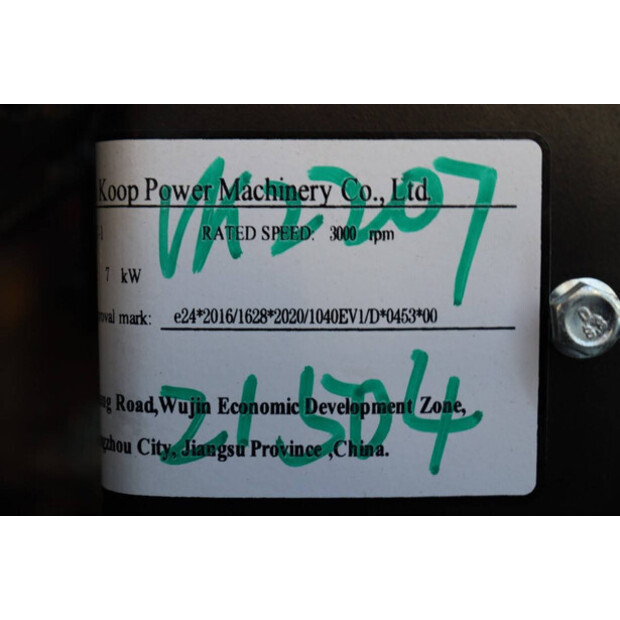 Koop Power Machinery Co., Ltd.
RATED SPEED: 3000 rpm
7 kW
mark: e24*2016/1628*2020/1040EV1/D*0453*00
Road,Wujin Economic Development Zone,
City, Jiangsu Province ,China.
21504